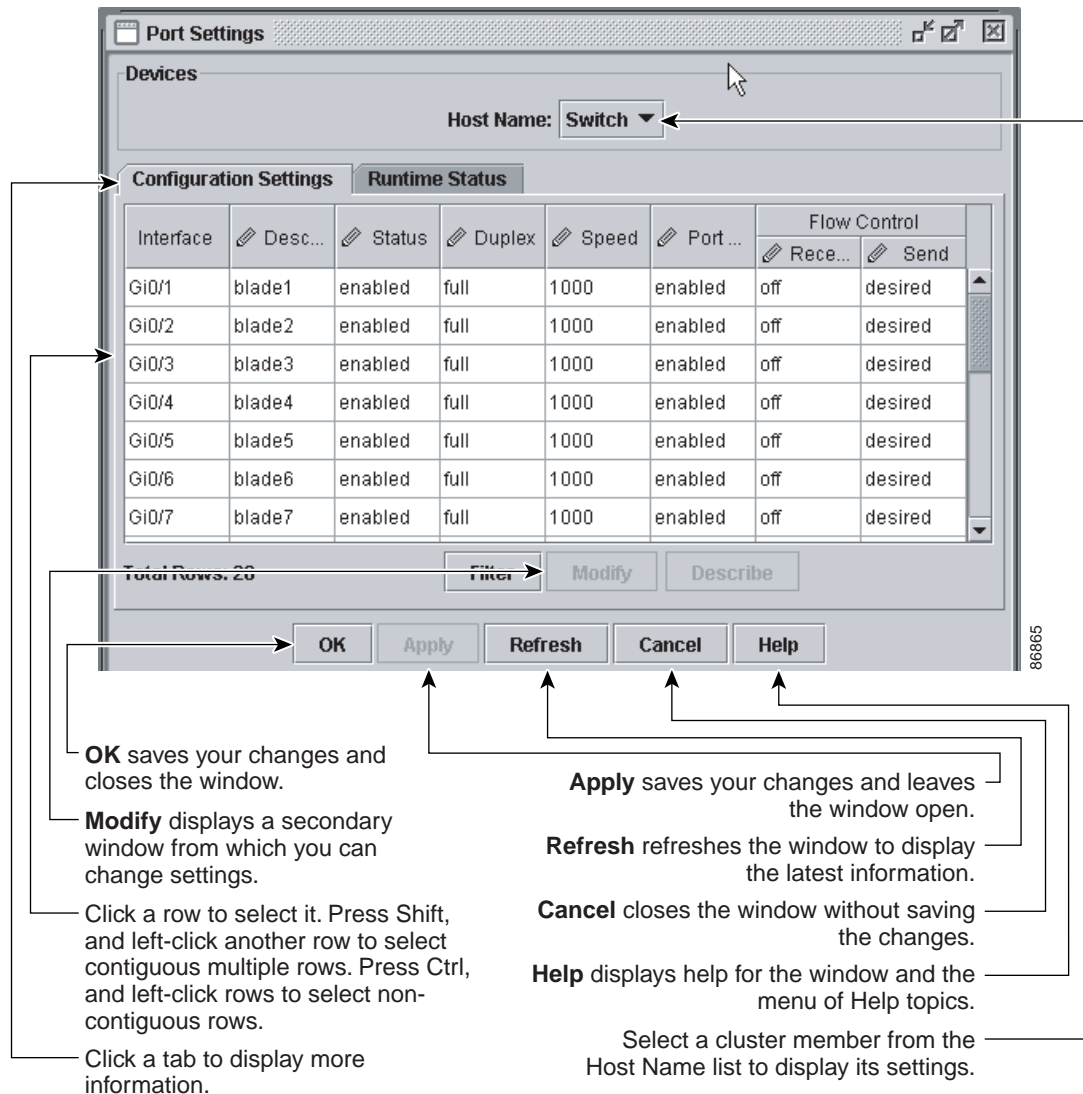 Port Settings
Devices
Host Name: Switch
Configuration Settings Runtime Status
Interface Desc... Status Duplex Speed Port ... Flow Control
Rece... Send
Gi0/1 blade1 enabled full 1000 enabled off desired
Gi0/2 blade2 enabled full 1000 enabled off desired
Gi0/3 blade3 enabled full 1000 enabled off desired
Gi0/4 blade4 enabled full 1000 enabled off desired
Gi0/5 blade5 enabled full 1000 enabled off desired
Gi0/6 blade6 enabled full 1000 enabled off desired
Gi0/7 blade7 enabled full 1000 enabled off desired
Total Rows: 20 Filter Modify Describe
OK Apply Refresh Cancel Help
86865
OK saves your changes and
closes the window.
Modify displays a secondary
window from which you can
change settings.
Click a row to select it. Press Shift,
and left-click another row to select
contiguous multiple rows. Press Ctrl,
and left-click rows to select non-
contiguous rows.
Click a tab to display more
information.
Apply saves your changes and leaves
the window open.
Refresh refreshes the window to display
the latest information.
Cancel closes the window without saving
the changes.
Help displays help for the window and the
menu of Help topics.
Select a cluster member from the
Host Name list to display its settings.